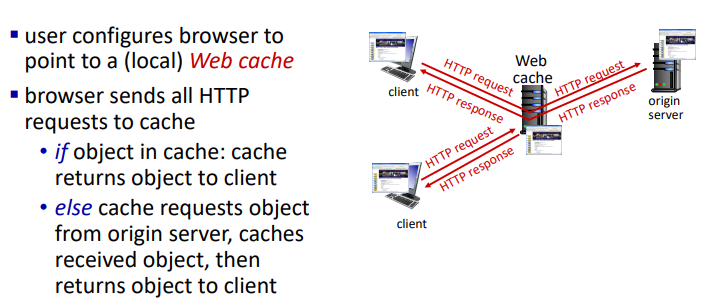 ▪ user configures browser to
point to a (local) Web cache
▪ browser sends all HTTP
requests to cache
• if object in cache: cache
returns object to client
• else cache requests object
from origin server, caches
received object, then
returns object to client
client
HTTP request
HTTP response
Web
cache
HTTP request
HTTP response
origin
server
HTTP request
HTTP response
client